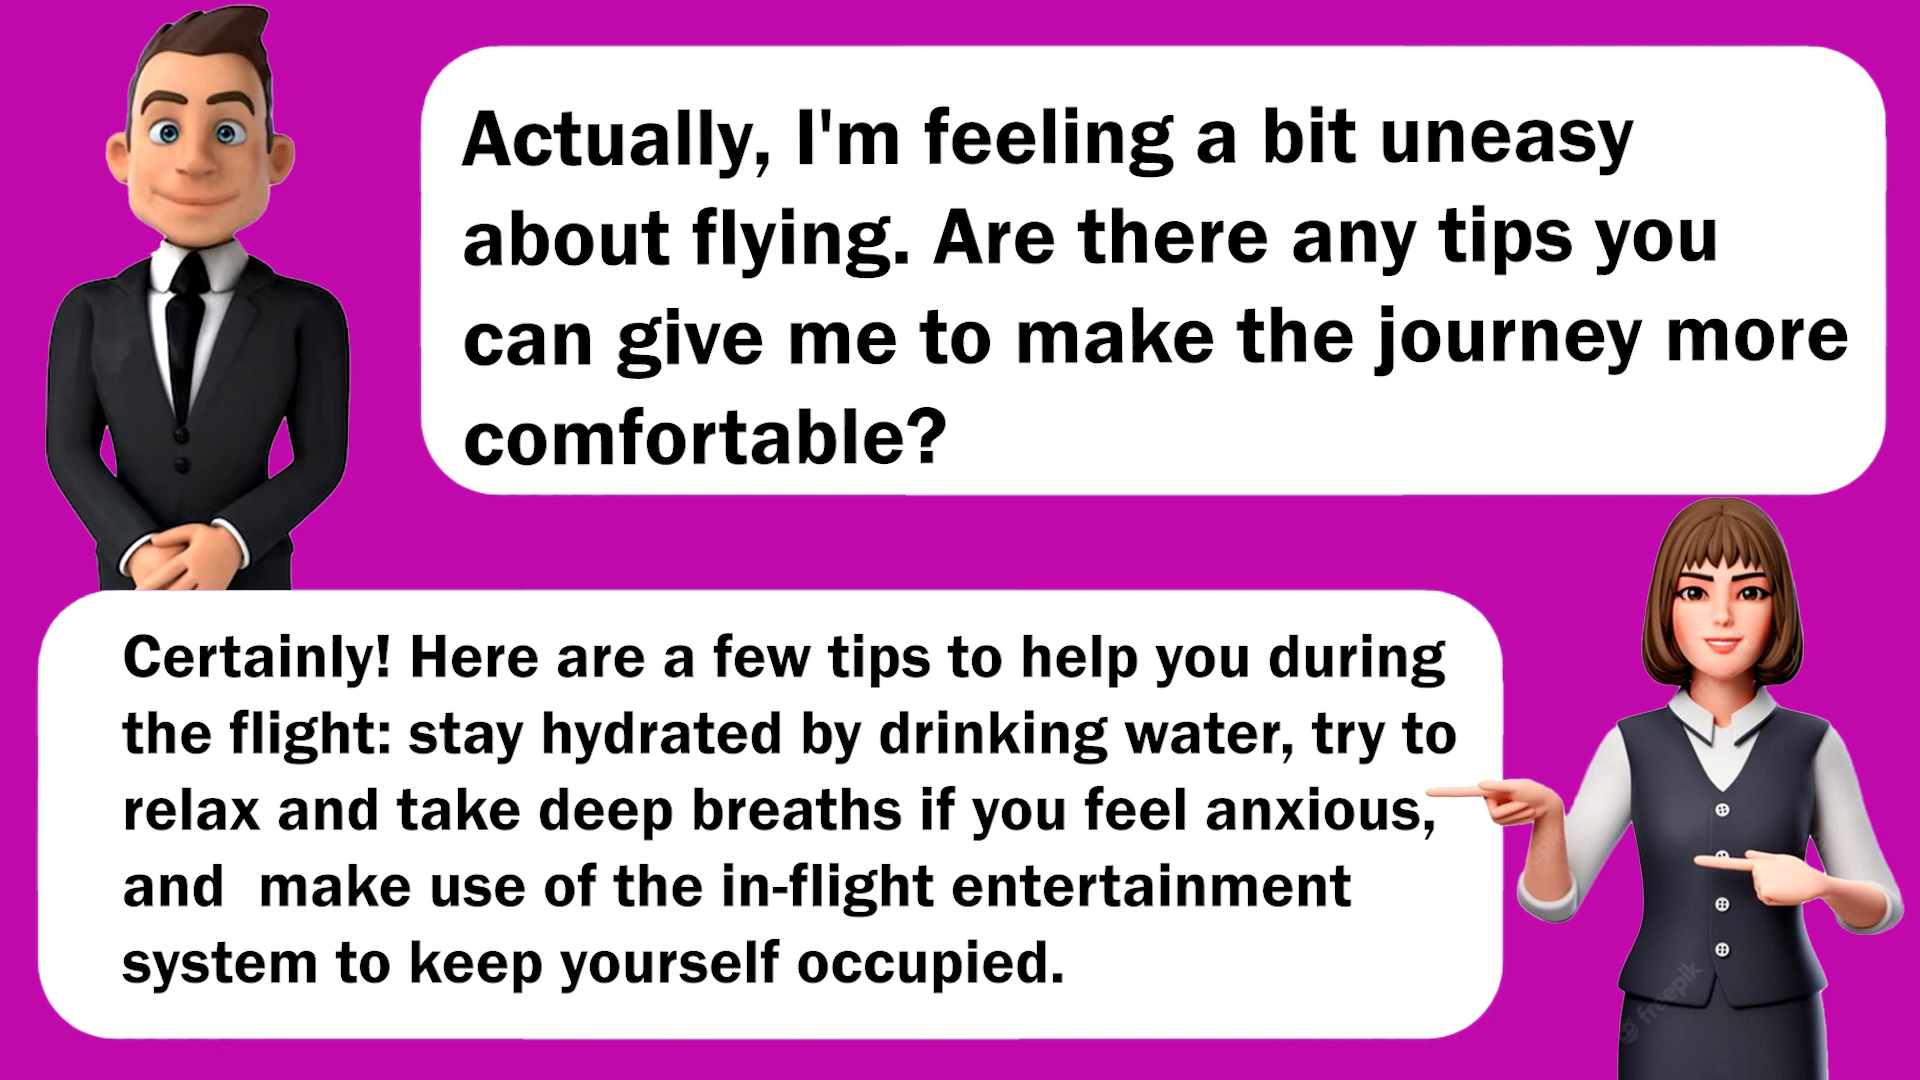 Actually, I'm feeling a bit uneasy
about flying. Are there any tips you
can give me to make the journey more
comfortable?
Certainly! Here are a few tips to help you during
the flight: stay hydrated by drinking water, try to
relax and take deep breaths if you feel anxious,
and  make use of the in-flight entertainment
system to keep yourself occupied.
freepik